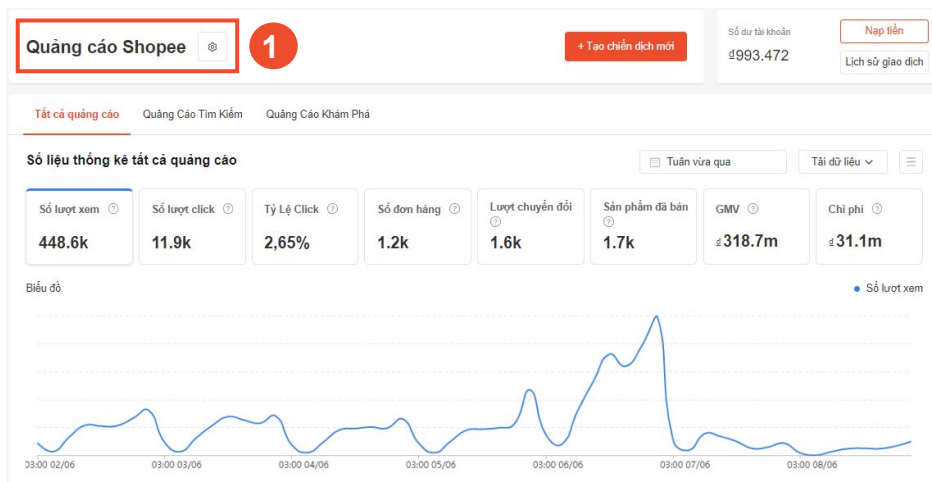 Quảng cáo Shopee
1
+ Tạo chiến dịch mới
Số dư tài khoản
₫993.472
Nạp tiền
Lịch sử giao dịch
Tất cả quảng cáo
Quảng Cáo Tìm Kiếm
Quảng Cáo Khám Phá
Số liệu thống kê tất cả quảng cáo
Tuần vừa qua
Tải dữ liệu
Số lượt xem
448.6k
Số lượt click
11.9k
Tỷ Lệ Click
2,65%
Số đơn hàng
1.2k
Lượt chuyển đổi
1.6k
Sản phẩm đã bán
1.7k
GMV
₫318.7m
Chi phí
₫31.1m
Biểu đồ
Số lượt xem
03:00 02/06
03:00 03/06
03:00 04/06
03:00 05/06
03:00 06/06
03:00 07/06
03:00 08/06